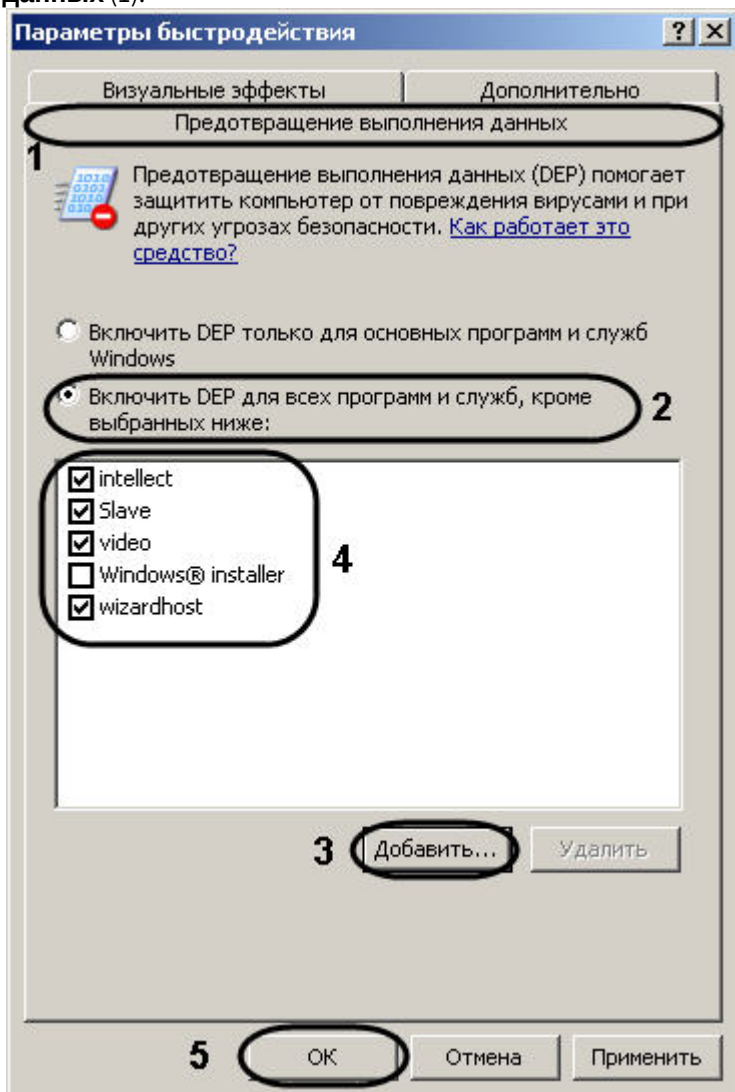 данных (1).
Параметры быстродействия
Визуальные эффекты Дополнительно
Предотвращение выполнения данных
1
Предотвращение выполнения данных (DEP) помогает
защитить компьютер от повреждения вирусами и при
других угрозах безопасности. Как работает это
средство?
Включить DEP только для основных программ и служб
Windows
Включить DEP для всех программ и служб, кроме
выбранных ниже:
2
intellect
Slave
video
Windows® installer
wizardhost
4
3 Добавить... Удалить
5 ОК Отмена Применить